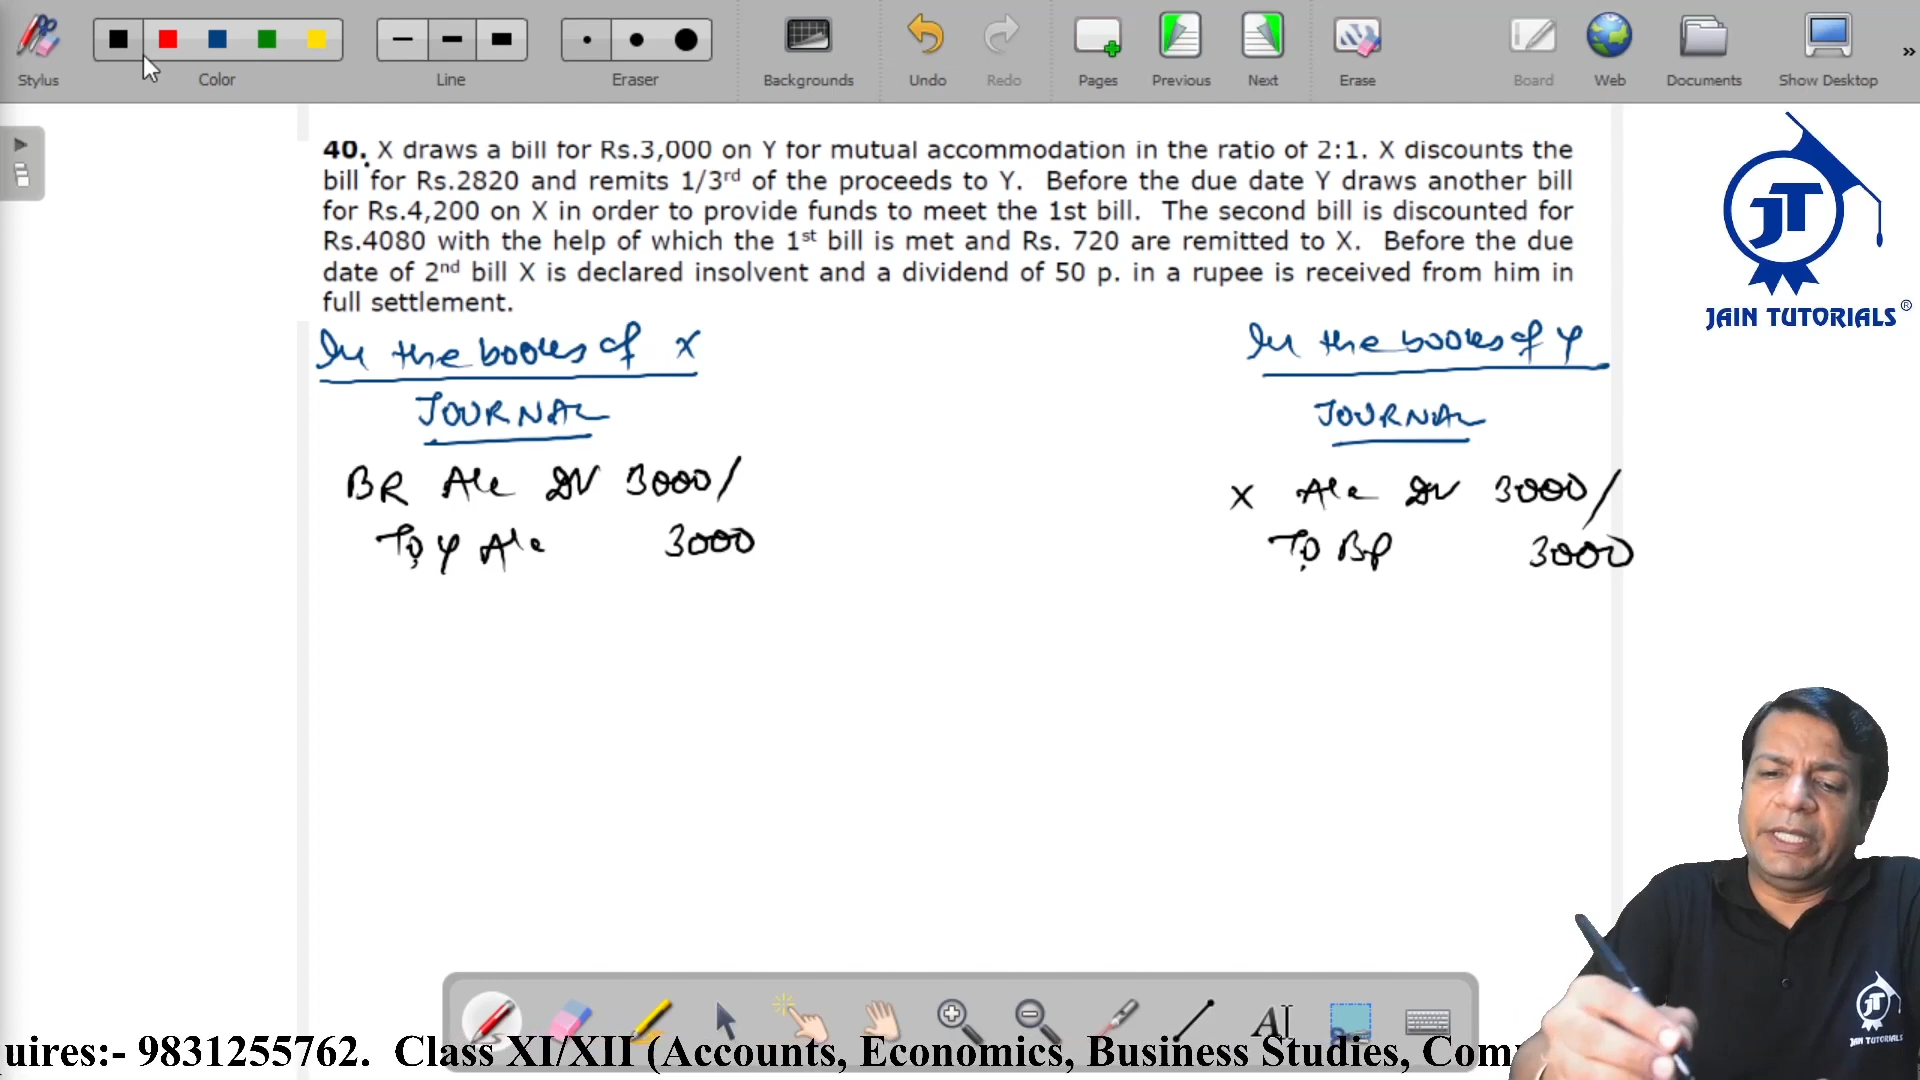 Stylus
Color
Line
Eraser
Backgrounds
Undo
Redo
Pages
Previous
Next
Erase
Board
Web
Documents
Show Desktop
»
40. X draws a bill for Rs.3,000 on Y for mutual accommodation in the ratio of 2:1. X discounts the
bill for Rs.2820 and remits 1/3rd of the proceeds to Y. Before the due date Y draws another bill
for Rs.4,200 on X in order to provide funds to meet the 1st bill. The second bill is discounted for
Rs.4080 with the help of which the 1st bill is met and Rs. 720 are remitted to X. Before the due
date of 2nd bill X is declared insolvent and a dividend of 50 p. in a rupee is received from him in
full settlement.
JT
JAIN TUTORIALS®
In the books of X
JOURNAL
BR A/c Dr 3000/
To Y A/c 3000
In the books of Y
JOURNAL
X A/c Dr 3000/
To BP 3000
JT
JAIN TUTORIALS
uires:- 9831255762. Class XI/XII (Accounts, Economics, Business Studies, Com